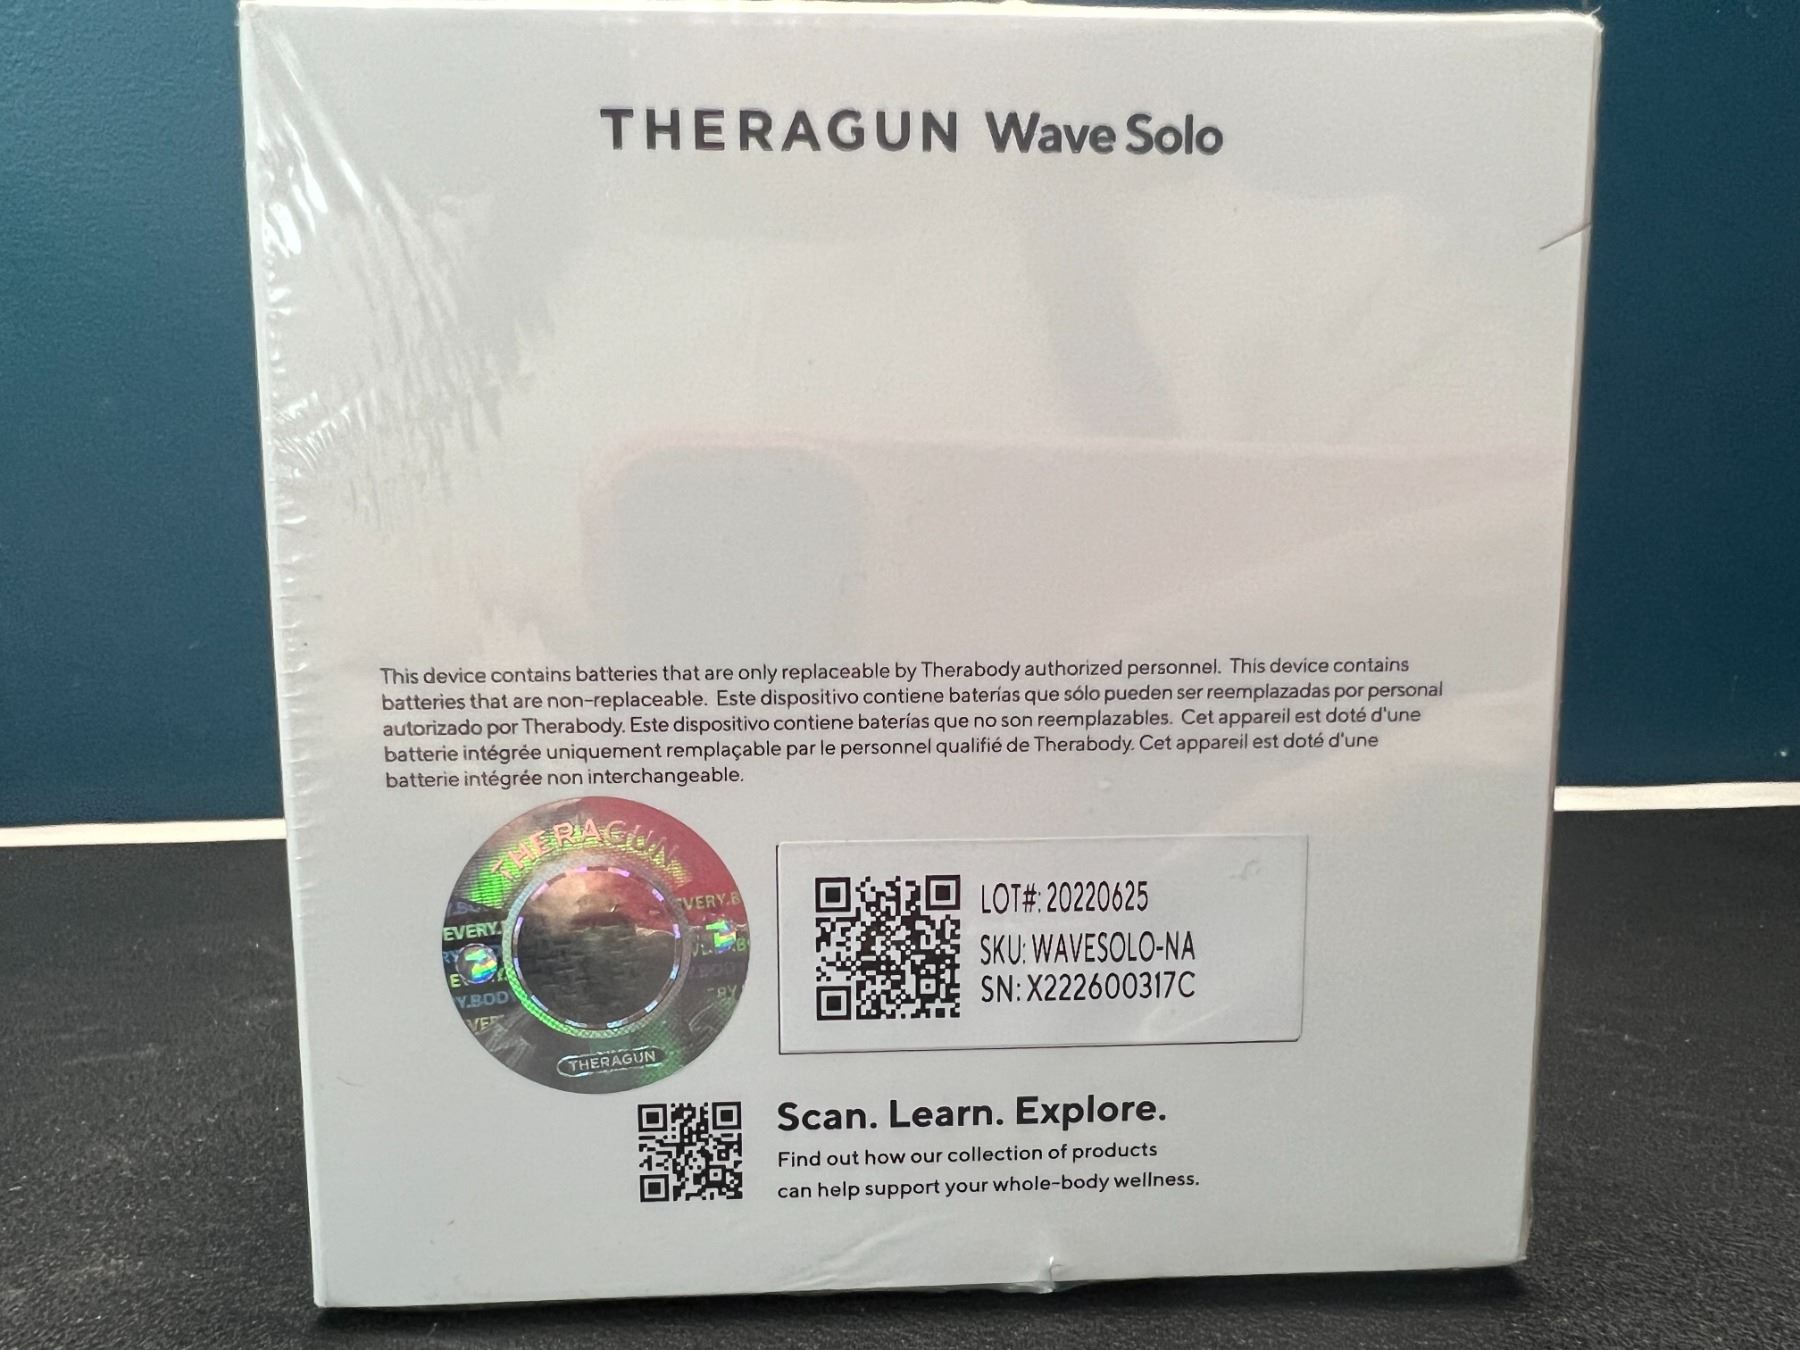 THERAGUN Wave Solo
This device contains batteries that are only replaceable by Therabody authorized personnel. This device contains
batteries that are non-replaceable. Este dispositivo contiene baterías que sólo pueden ser reemplazadas por personal
autorizado por Therabody. Este dispositivo contiene baterías que no son reemplazables. Cet appareil est doté d'une
batterie intégrée uniquement remplaçable par le personnel qualifié de Therabody. Cet appareil est doté d'une
batterie intégrée non interchangeable.
THERAGUN
THERAGUN
LOT#: 20220625
SKU: WAVESOLO-NA
SN: X222600317C
Scan. Learn. Explore.
Find out how our collection of products
can help support your whole-body wellness.